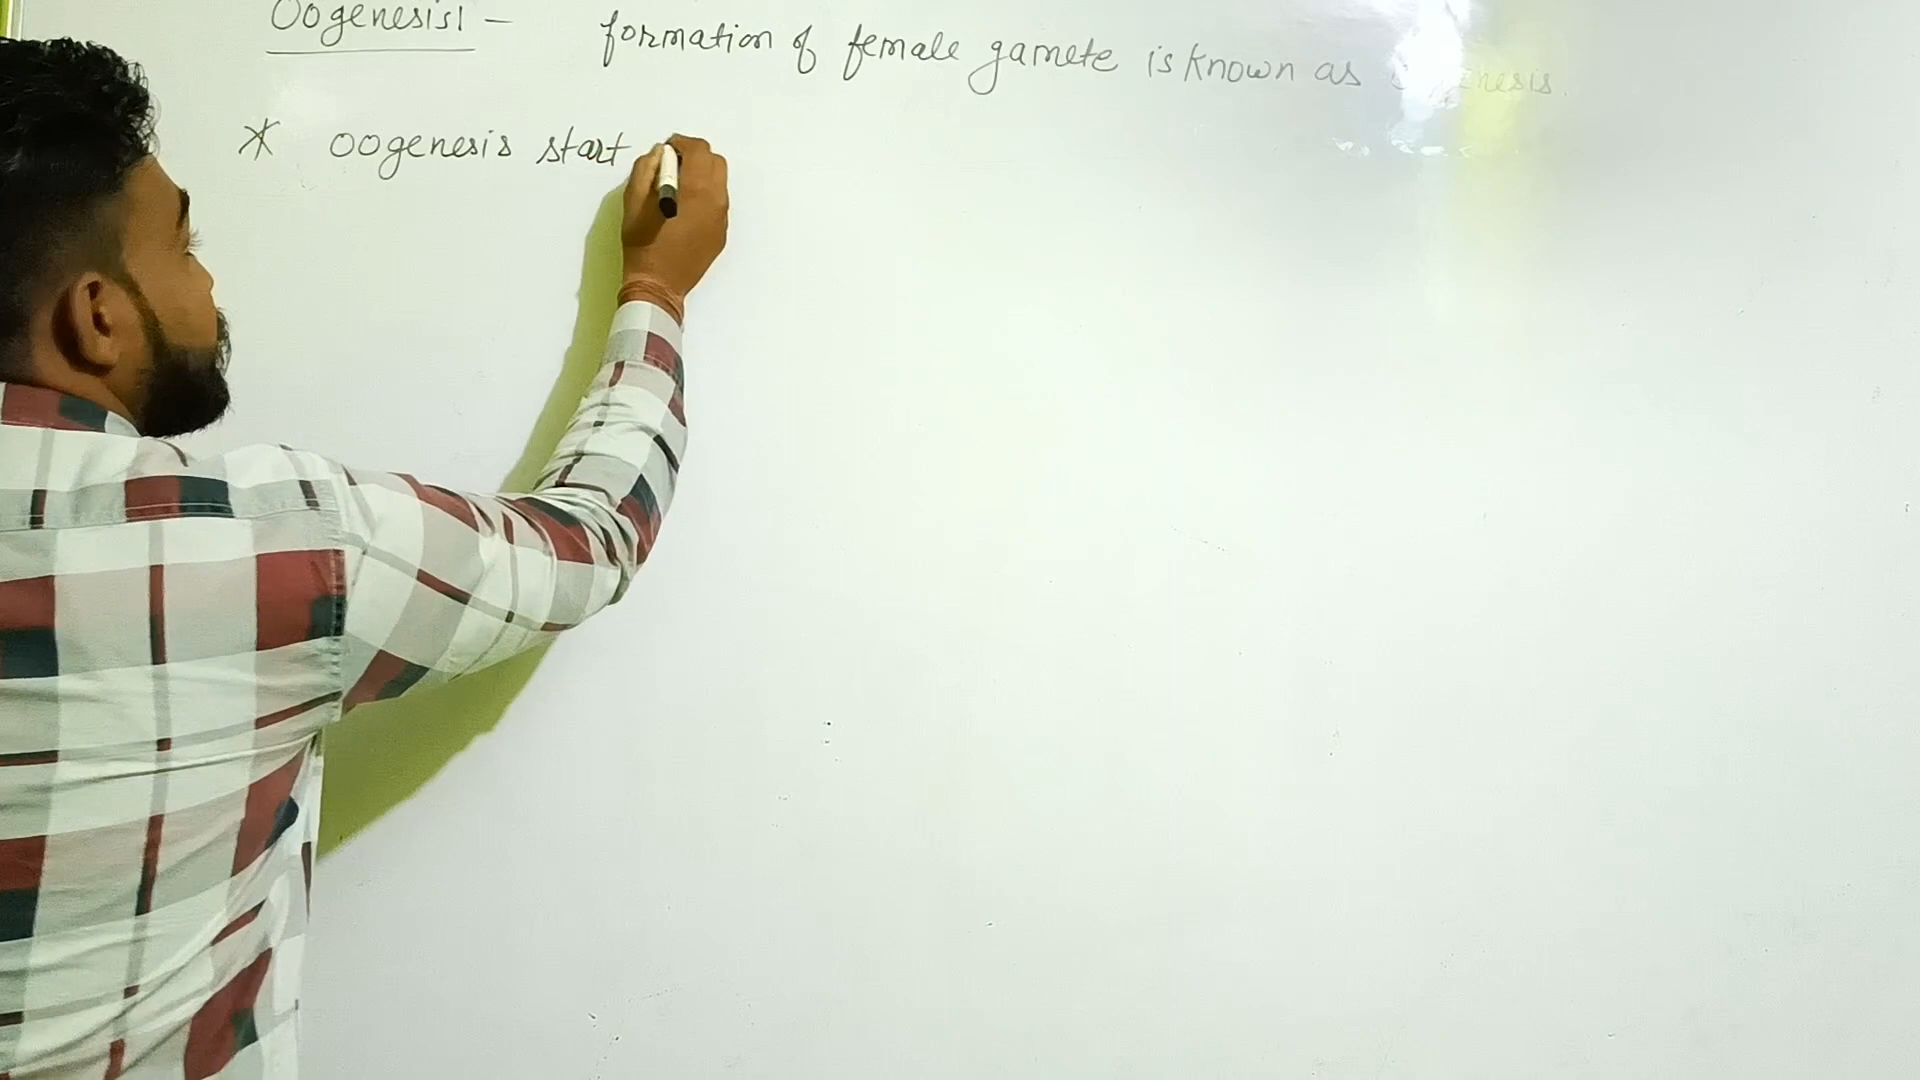 Oogenesis:- formation of female gamete is known as
* oogenesis start